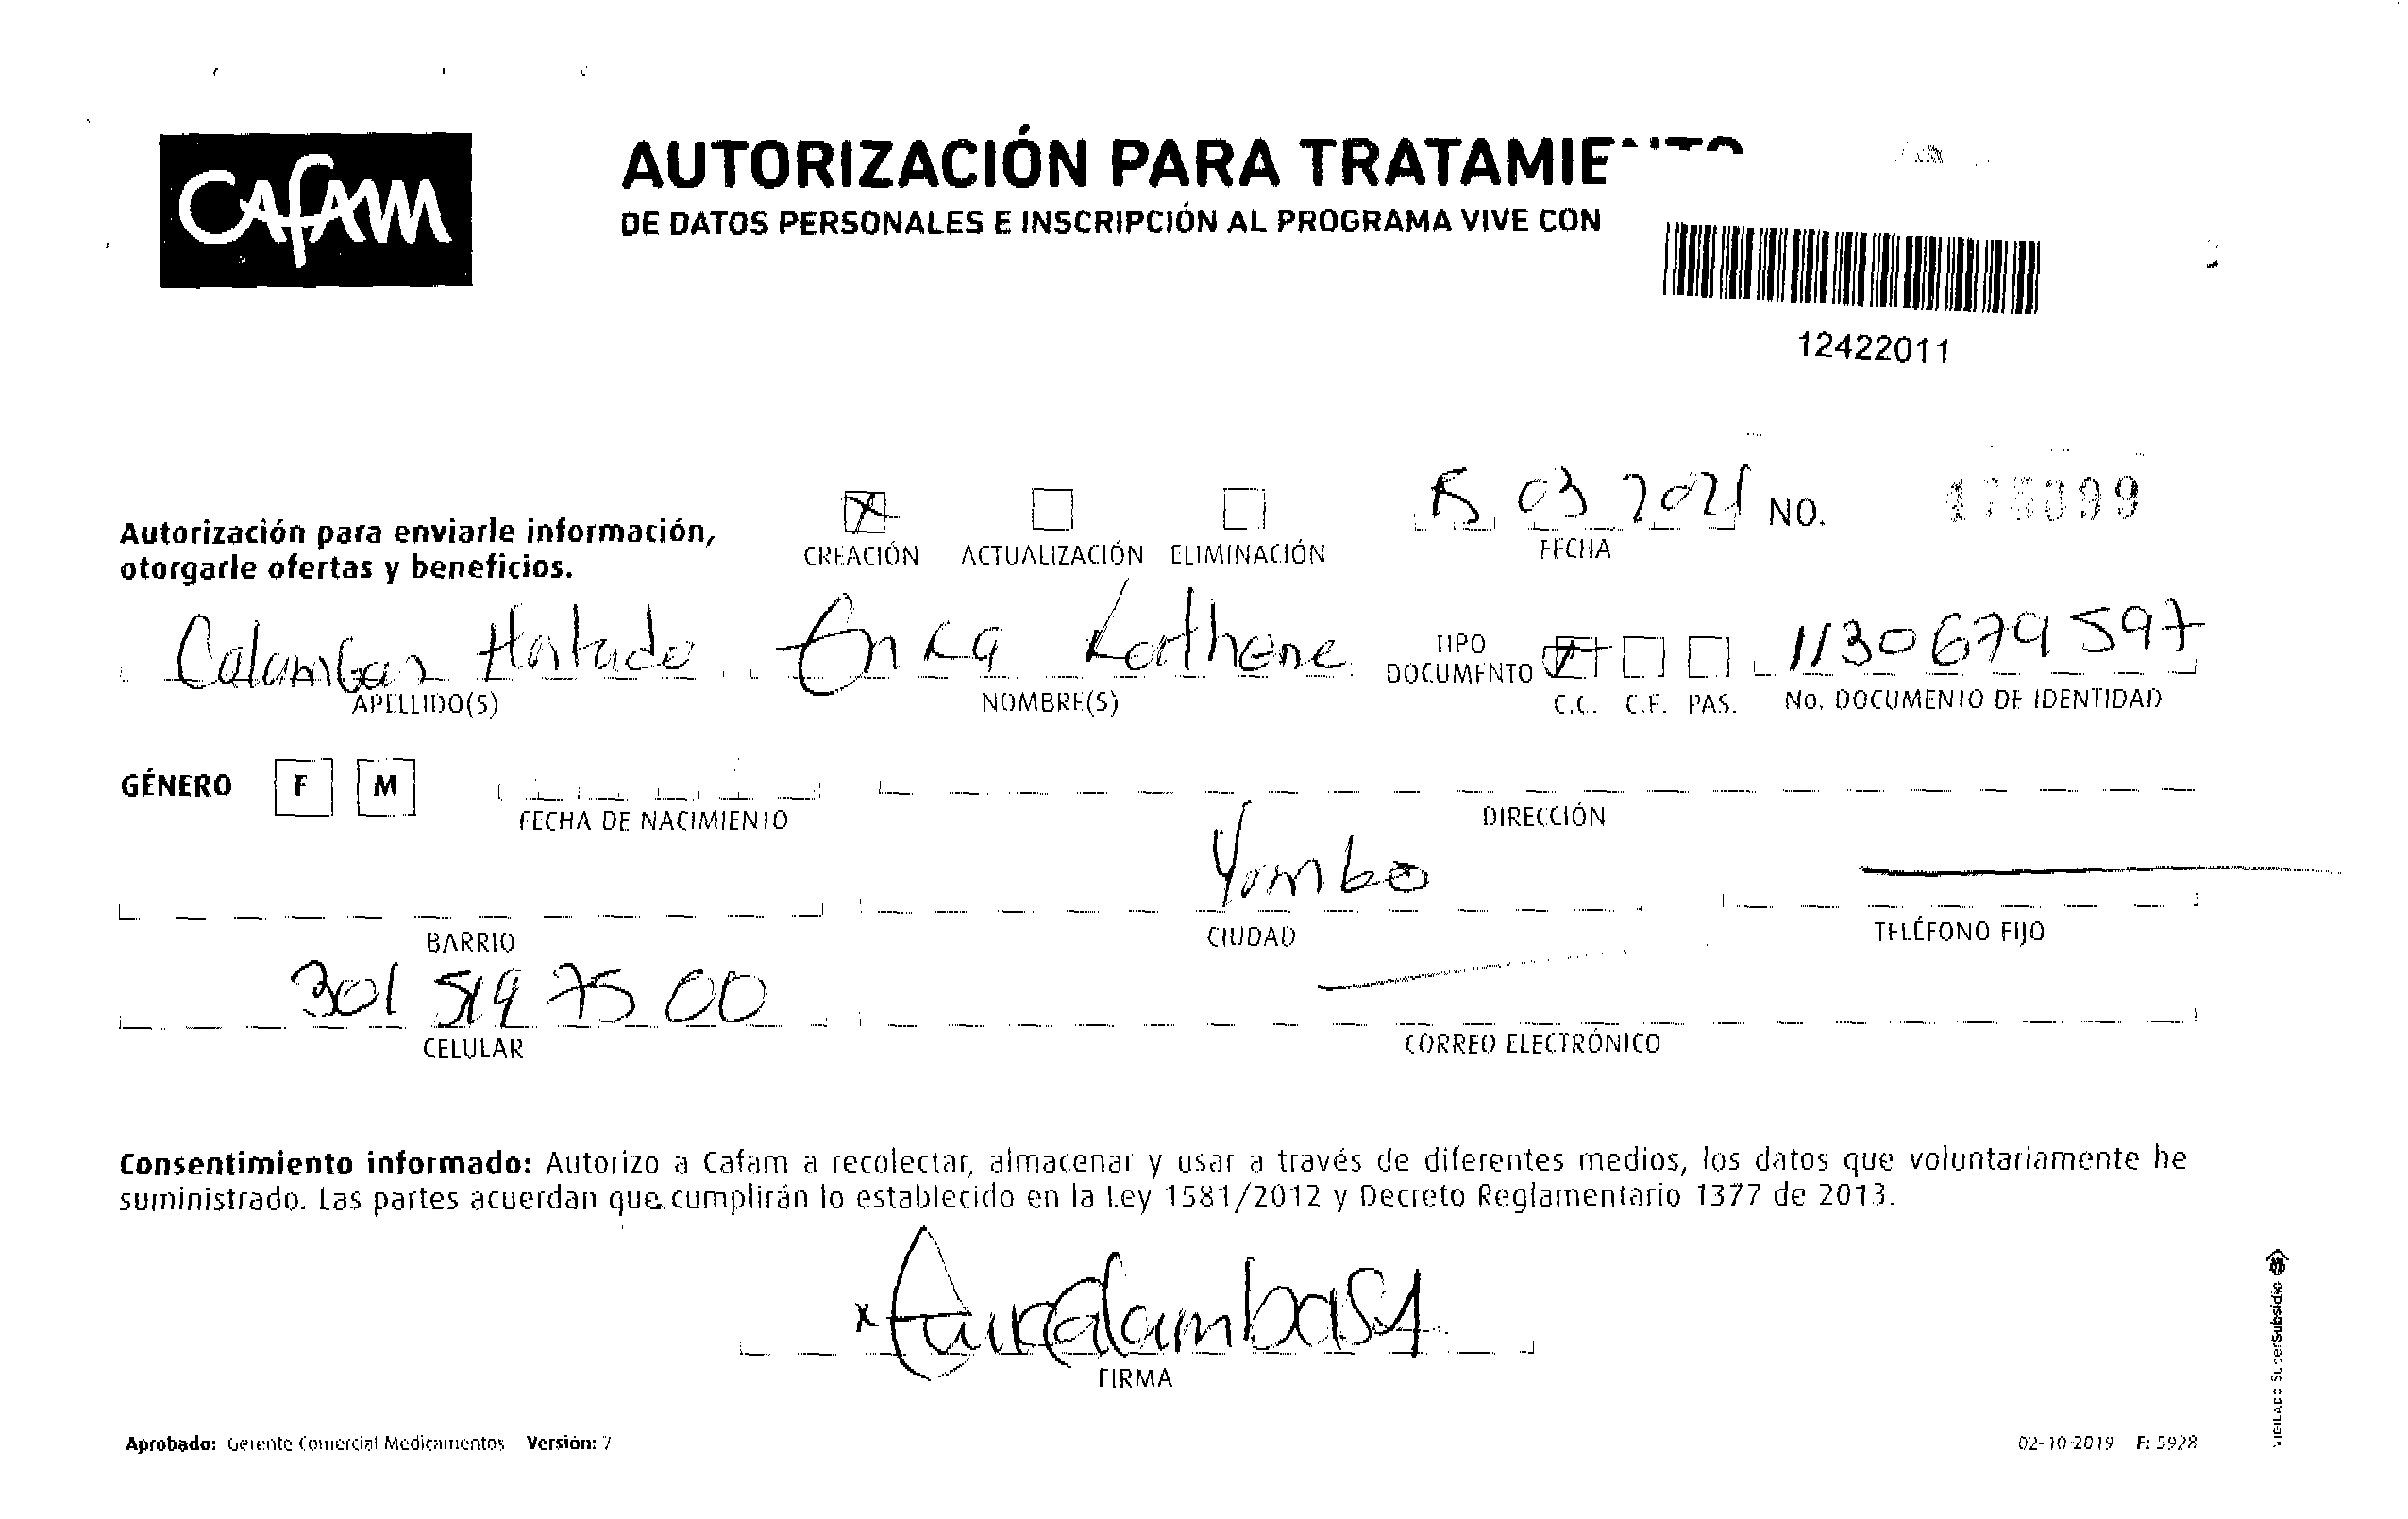 CAFAM
AUTORIZACIÓN PARA TRATAMIE
DE DATOS PERSONALES E INSCRIPCIÓN AL PROGRAMA VIVE CON
12422011
Autorización para enviarle información,
otorgarle ofertas y beneficios.
CREACIÓN ACTUALIZACIÓN ELIMINACIÓN
03 2021 FECHA
NO.
Calambas Hurtado APELLIDO(S)
Erika NOMBRE(S)
TIPO DOCUMENTO C.C. C.E. PAS.
1130679597 No. DOCUMENTO DE IDENTIDAD
GÉNERO F M FECHA DE NACIMIENTO DIRECCIÓN
Yumbo
BARRIO CIUDAD TELÉFONO FIJO
301 519 75 00
CELULAR CORREO ELECTRÓNICO
Consentimiento informado: Autorizo a Cafam a recolectar, almacenar y usar a través de diferentes medios, los datos que voluntariamente he
suministrado. Las partes acuerdan que cumplirán lo establecido en la Ley 1581/2012 y Decreto Reglamentario 1377 de 2013.
FIRMA
Aprobado: Gerente Comercial Medicamentos Versión: 7
02-10-2019 F: 5928
VIGILADO SuperSubsidio